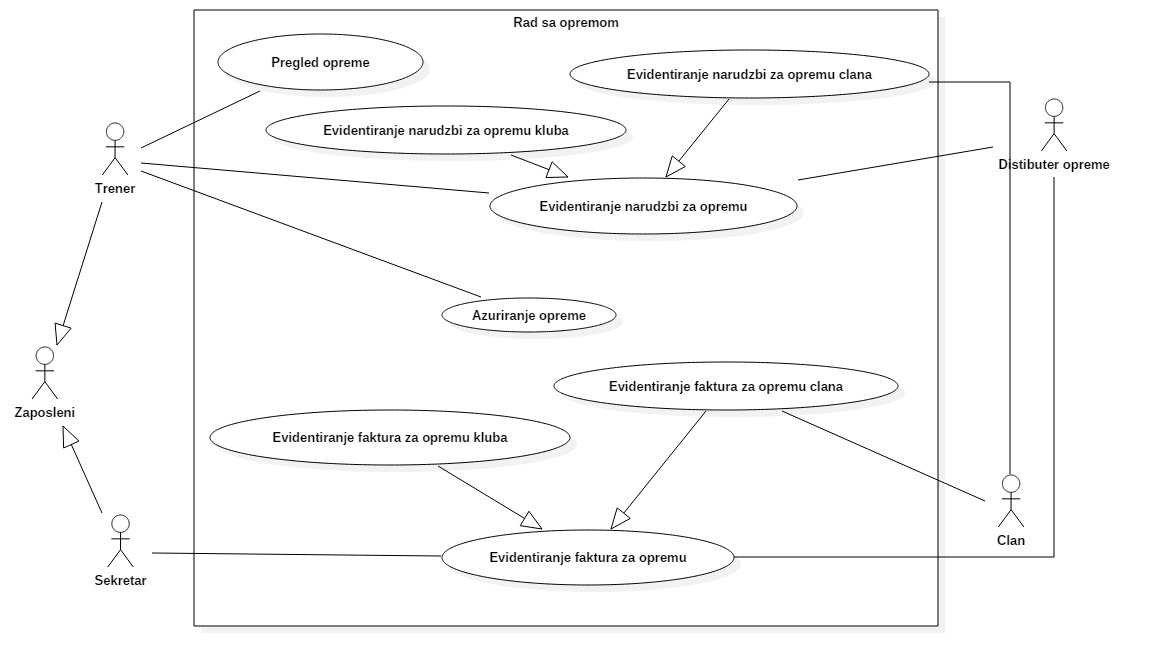 Rad sa opremom
Pregled opreme
Evidentiranje narudzbi za opremu clana
Evidentiranje narudzbi za opremu kluba
Distibuter opreme
Trener
Evidentiranje narudzbi za opremu
Azuriranje opreme
Evidentiranje faktura za opremu clana
Zaposleni
Evidentiranje faktura za opremu kluba
Clan
Evidentiranje faktura za opremu
Sekretar